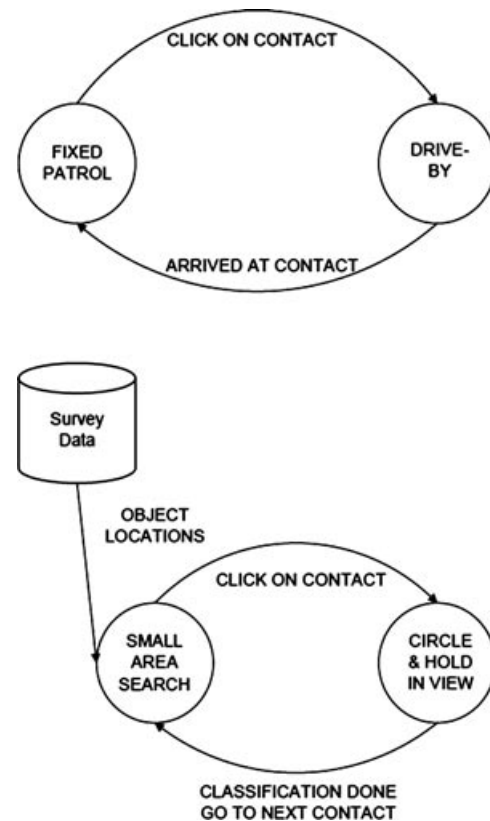 CLICK ON CONTACT
FIXED
PATROL
DRIVE-
BY
ARRIVED AT CONTACT
Survey
Data
OBJECT
LOCATIONS
CLICK ON CONTACT
SMALL
AREA
SEARCH
CIRCLE
& HOLD
IN VIEW
CLASSIFICATION DONE
GO TO NEXT CONTACT